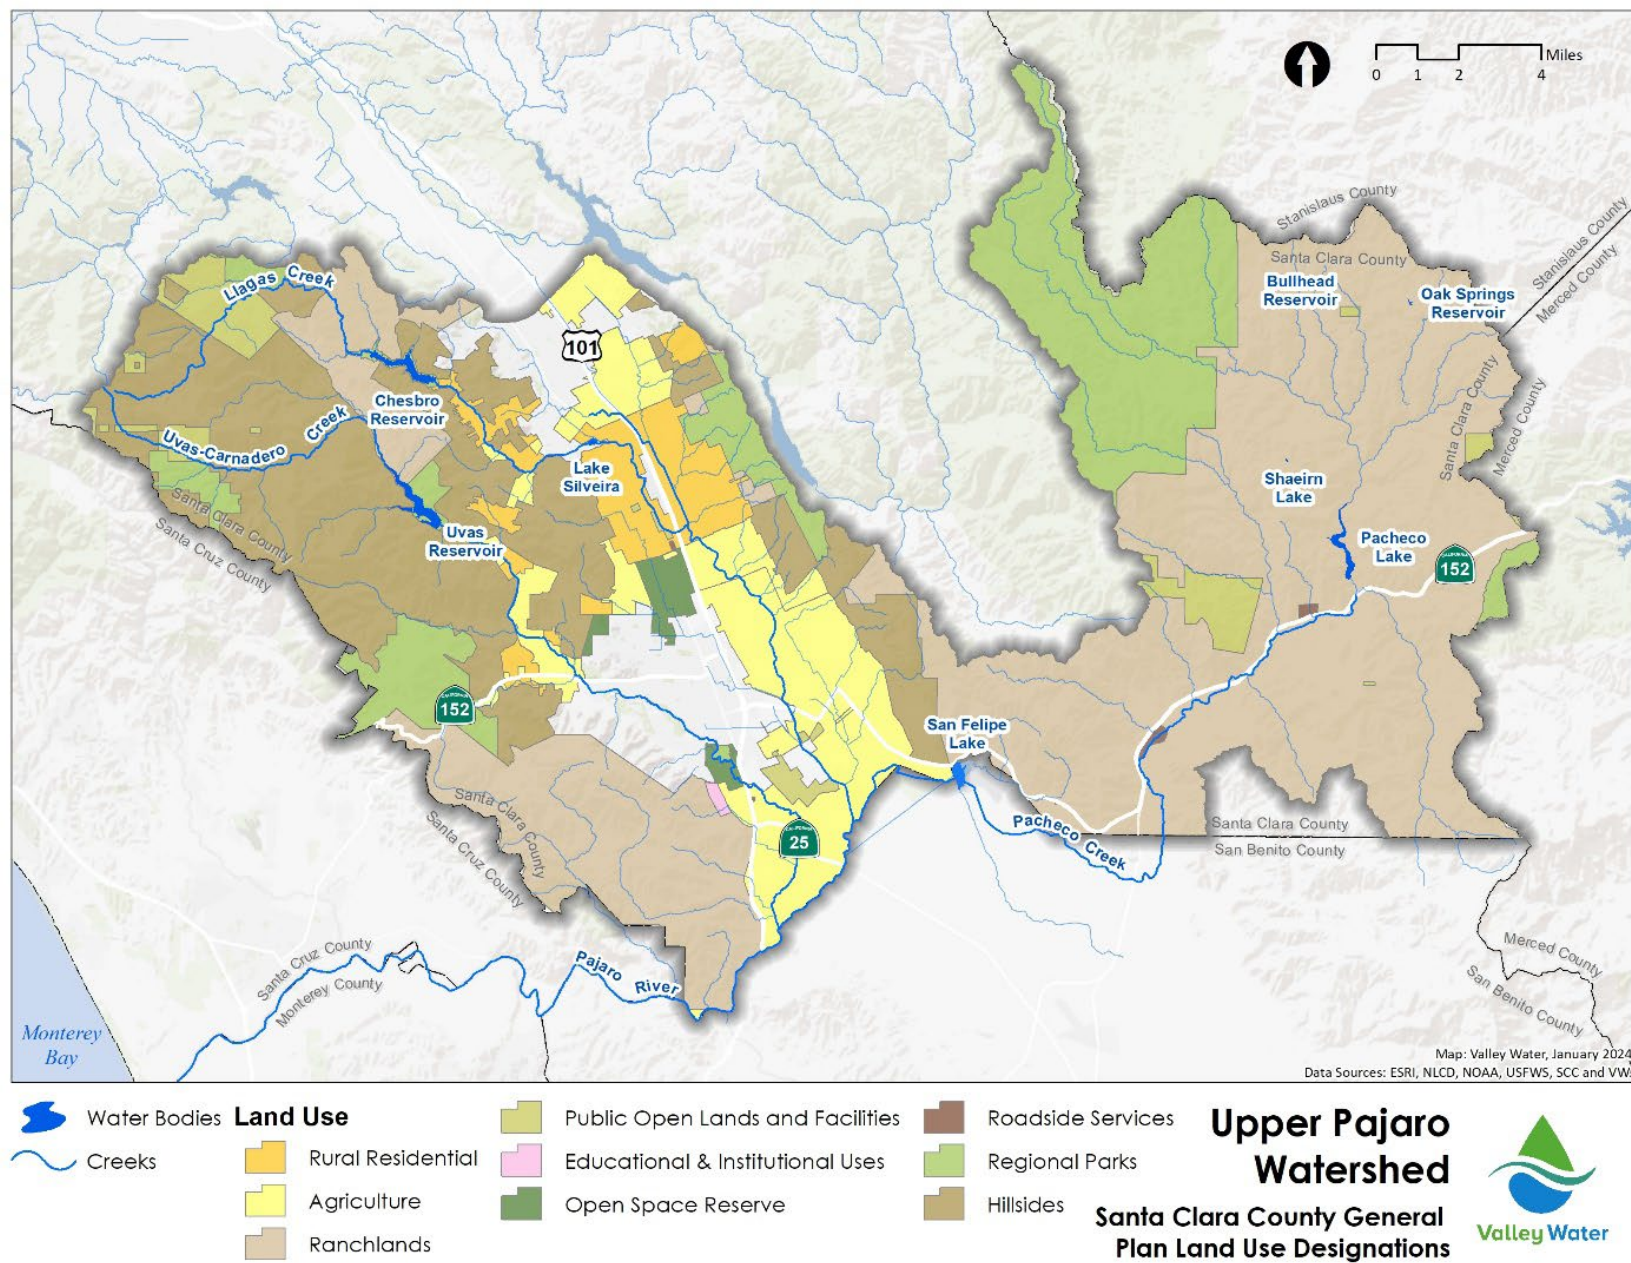 Miles
0 1 2 4
Stanislaus County
Santa Clara County
Stanislaus County
Merced County
Bullhead
Reservoir
Oak Springs
Reservoir
Llagas Creek
101
Chesbro
Reservoir
Santa Clara County
Merced County
Uvas-Carnadero Creek
Lake
Silveira
Shaeirn
Lake
Santa Clara County
Santa Cruz County
Uvas
Reservoir
Pacheco
Lake
CALIFORNIA
152
CALIFORNIA
152
San Felipe
Lake
Santa Clara County
Santa Cruz County
CALIFORNIA
25
Pacheco Creek
Santa Clara County
San Benito County
Santa Cruz County
Monterey County
Pajaro River
Merced County
San Benito County
Monterey
Bay
Map: Valley Water, January 2024
Data Sources: ESRI, NLCD, NOAA, USFWS, SCC and VW
Water Bodies
Creeks
Land Use
Rural Residential
Agriculture
Ranchlands
Public Open Lands and Facilities
Educational & Institutional Uses
Open Space Reserve
Roadside Services
Regional Parks
Hillsides
Upper Pajaro
Watershed
Santa Clara County General
Plan Land Use Designations
Valley Water